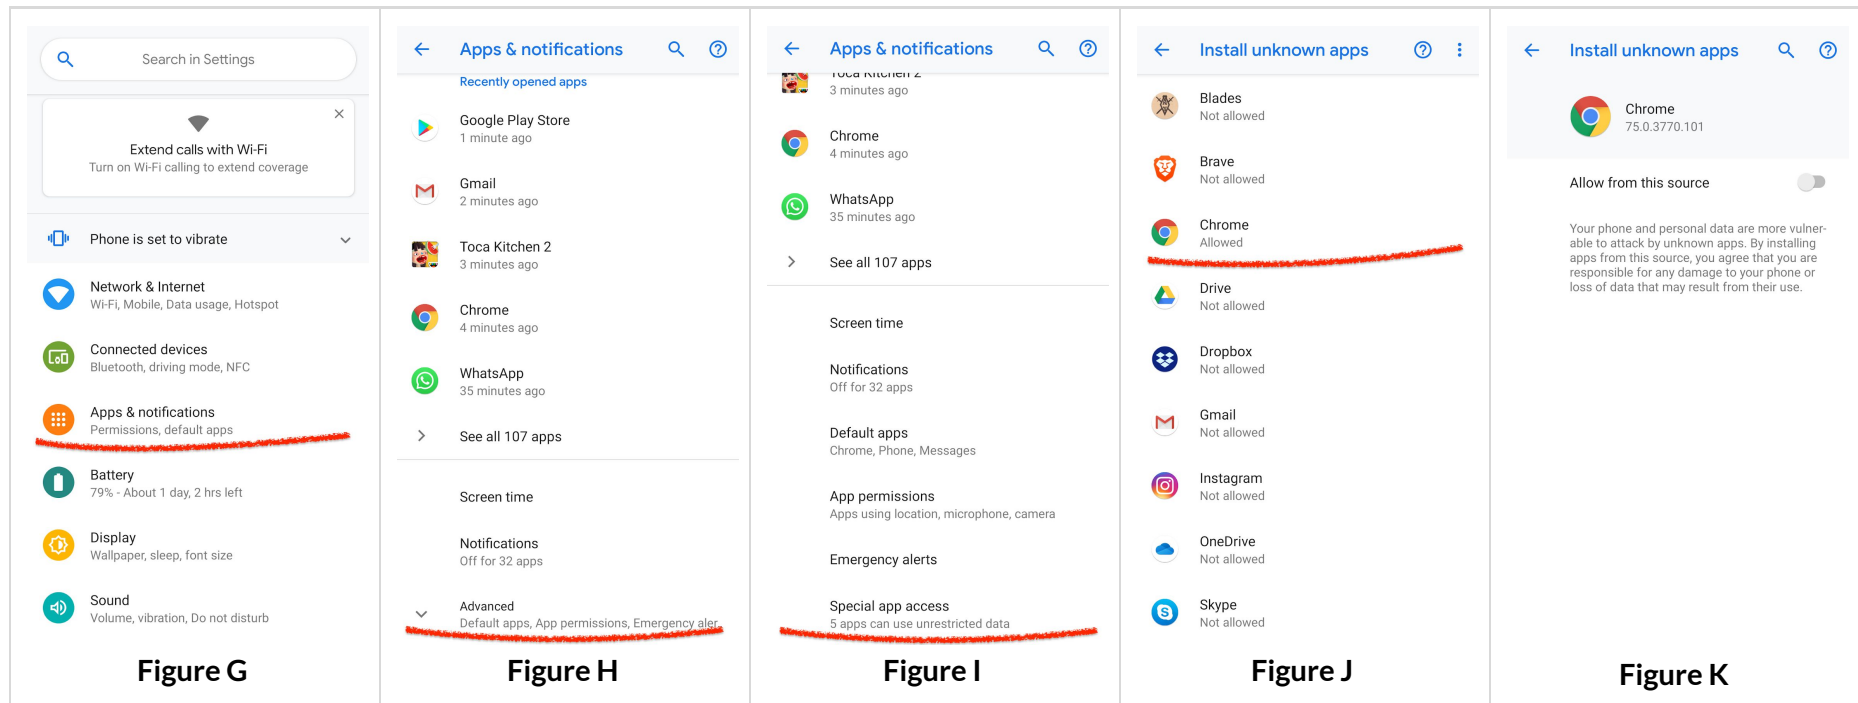 Search in Settings
Extend calls with Wi-Fi
Turn on Wi-Fi calling to extend coverage
Phone is set to vibrate
Network & Internet
Wi-Fi, Mobile, Data usage, Hotspot
Connected devices
Bluetooth, driving mode, NFC
Apps & notifications
Permissions, default apps
Battery
79% - About 1 day, 2 hrs left
Display
Wallpaper, sleep, font size
Sound
Volume, vibration, Do not disturb
Figure G
Apps & notifications
Recently opened apps
Google Play Store
1 minute ago
Gmail
2 minutes ago
Toca Kitchen 2
3 minutes ago
Chrome
4 minutes ago
WhatsApp
35 minutes ago
See all 107 apps
Screen time
Notifications
Off for 32 apps
Advanced
Default apps, App permissions, Emergency aler
Figure H
Apps & notifications
Toca Kitchen 2
3 minutes ago
Chrome
4 minutes ago
WhatsApp
35 minutes ago
See all 107 apps
Screen time
Notifications
Off for 32 apps
Default apps
Chrome, Phone, Messages
App permissions
Apps using location, microphone, camera
Emergency alerts
Special app access
5 apps can use unrestricted data
Figure I
Install unknown apps
Blades
Not allowed
Brave
Not allowed
Chrome
Allowed
Drive
Not allowed
Dropbox
Not allowed
Gmail
Not allowed
Instagram
Not allowed
OneDrive
Not allowed
Skype
Not allowed
Figure J
Install unknown apps
Chrome
75.0.3770.101
Allow from this source
Your phone and personal data are more vulner-
able to attack by unknown apps. By installing
apps from this source, you agree that you are
responsible for any damage to your phone or
loss of data that may result from their use.
Figure K